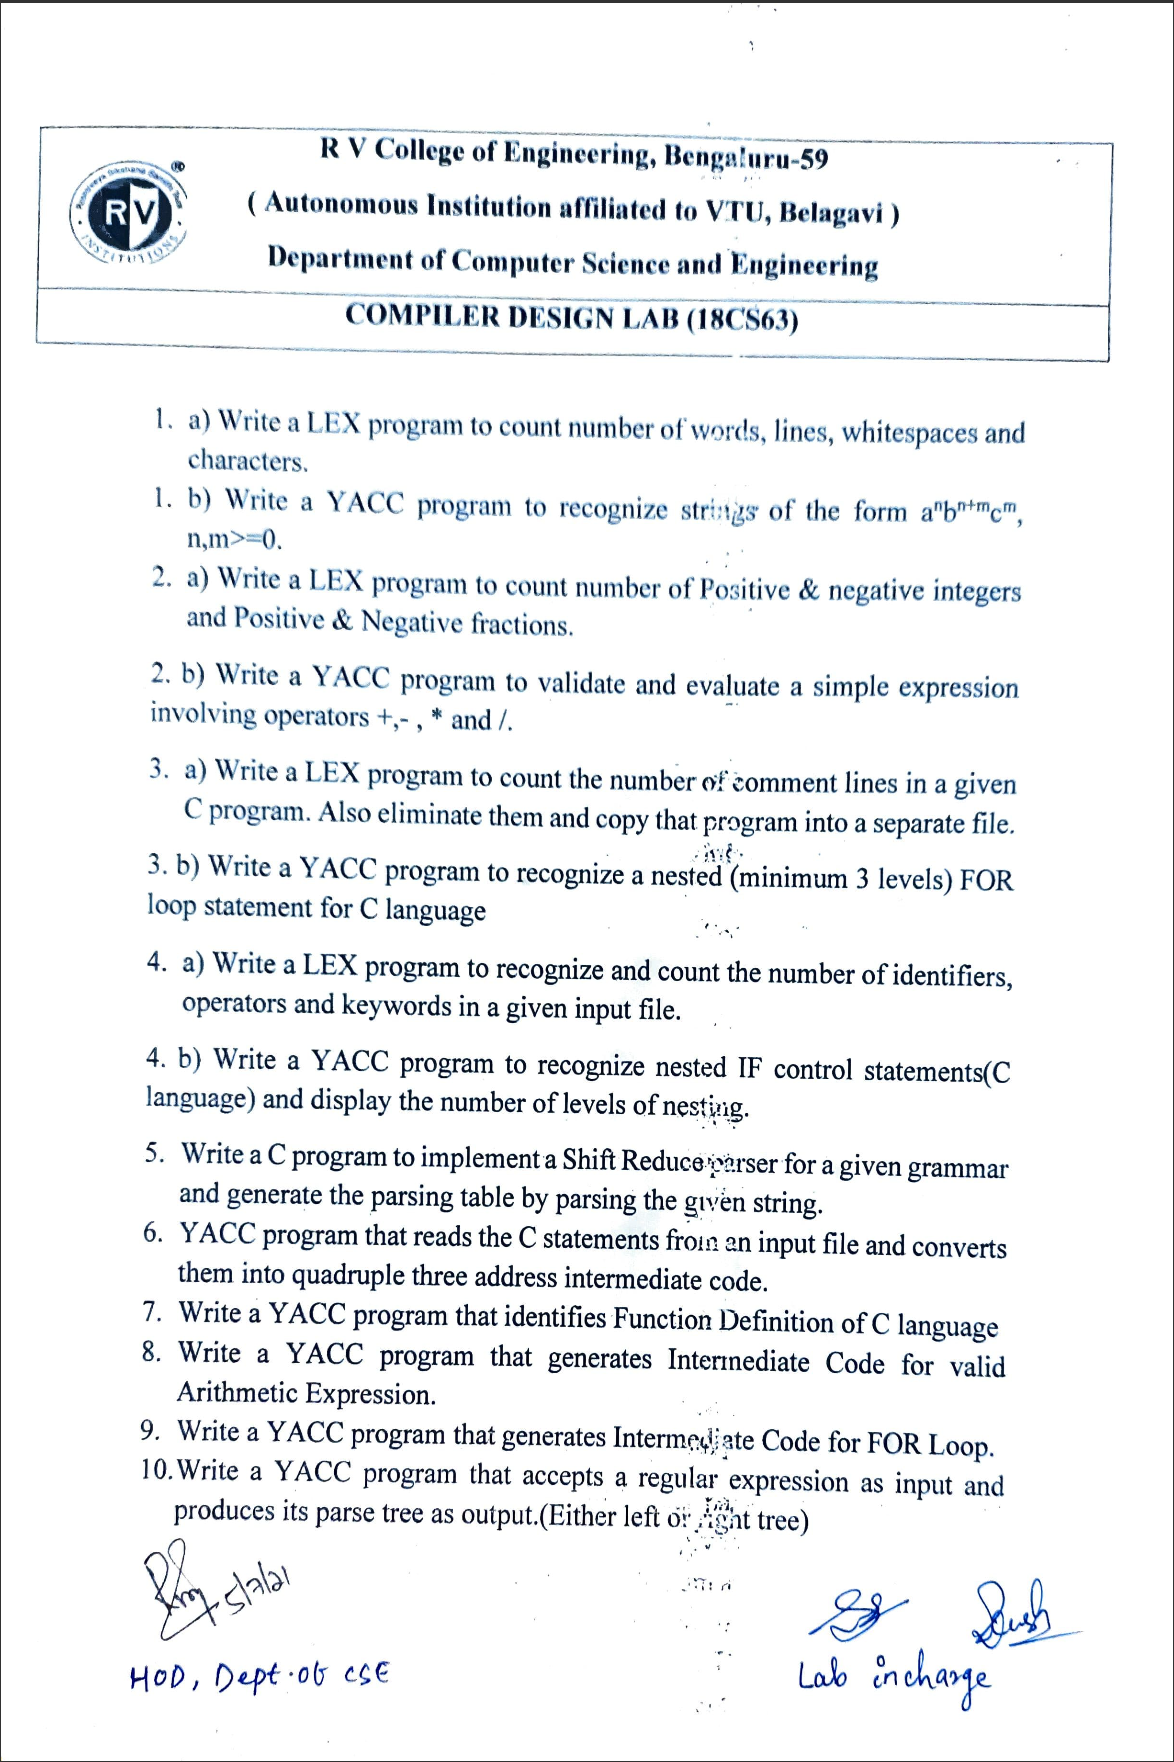 R V College of Engineering, Bengaluru-59
( Autonomous Institution affiliated to VTU, Belagavi )
Department of Computer Science and Engineering
RV
INSTITUTIONS
COMPILER DESIGN LAB (18CS63)
1. a) Write a LEX program to count number of words, lines, whitespaces and
characters.
1. b) Write a YACC program to recognize strings of the form aⁿbⁿ⁺ᵐcᵐ,
n,m>=0.
2. a) Write a LEX program to count number of Positive & negative integers
and Positive & Negative fractions.
2. b) Write a YACC program to validate and evaluate a simple expression
involving operators +,- , * and /.
3. a) Write a LEX program to count the number of comment lines in a given
C program. Also eliminate them and copy that program into a separate file.
3. b) Write a YACC program to recognize a nested (minimum 3 levels) FOR
loop statement for C language
4. a) Write a LEX program to recognize and count the number of identifiers,
operators and keywords in a given input file.
4. b) Write a YACC program to recognize nested IF control statements(C
language) and display the number of levels of nesting.
5. Write a C program to implement a Shift Reduce parser for a given grammar
and generate the parsing table by parsing the given string.
6. YACC program that reads the C statements from an input file and converts
them into quadruple three address intermediate code.
7. Write a YACC program that identifies Function Definition of C language
8. Write a YACC program that generates Intermediate Code for valid
Arithmetic Expression.
9. Write a YACC program that generates Intermediate Code for FOR Loop.
10. Write a YACC program that accepts a regular expression as input and
produces its parse tree as output.(Either left or right tree)
5/7/21
HOD, Dept. of CSE
Lab incharge